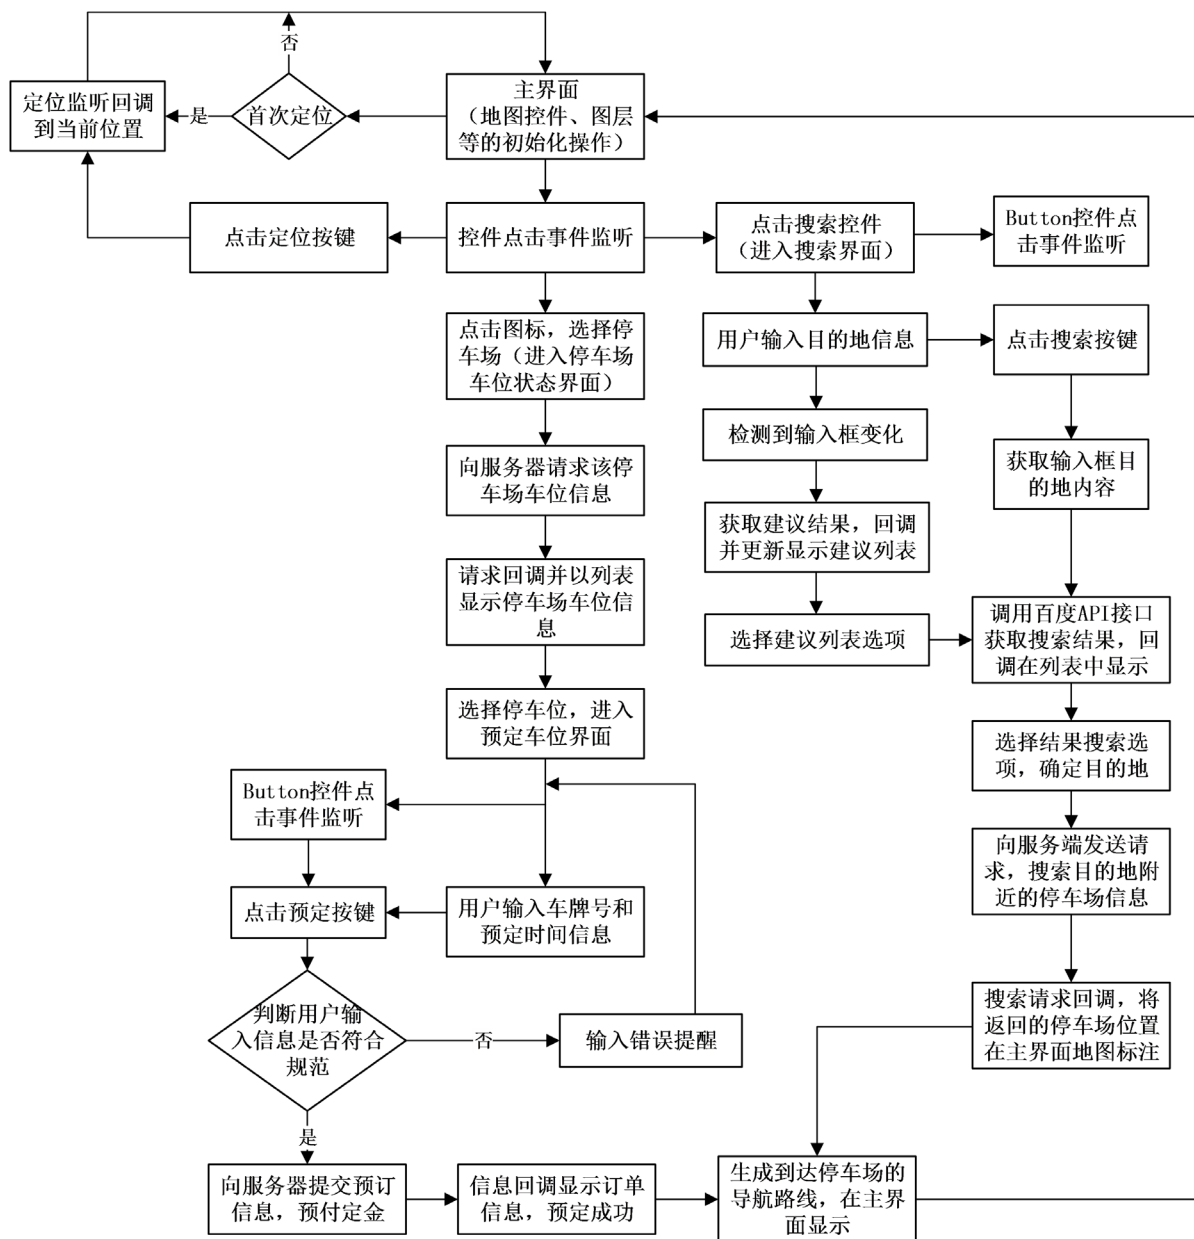 否
定位监听回调
到当前位置
是
首次定位
主界面
（地图控件、图层
等的初始化操作）
点击定位按键
控件点击事件监听
点击搜索控件
（进入搜索界面）
Button控件点
击事件监听
点击图标，选择停
车场（进入停车场
车位状态界面）
用户输入目的地信息
点击搜索按键
检测到输入框变化
向服务器请求该停
车场车位信息
获取输入框目
的地内容
获取建议结果，回调
并更新显示建议列表
请求回调并以列表
显示停车场车位信
息
选择建议列表选项
调用百度API接口
获取搜索结果，回
调在列表中显示
选择停车位，进入
预定车位界面
选择结果搜索选
项，确定目的地
Button控件点
击事件监听
向服务端发送请
求，搜索目的地附
近的停车场信息
点击预定按键
用户输入车牌号和
预定时间信息
判断用户输
入信息是否符合
规范
否
输入错误提醒
搜索请求回调，将
返回的停车场位置
在主界面地图标注
是
向服务器提交预订
信息，预付定金
信息回调显示订单
信息，预定成功
生成到达停车场的
导航路线，在主界
面显示